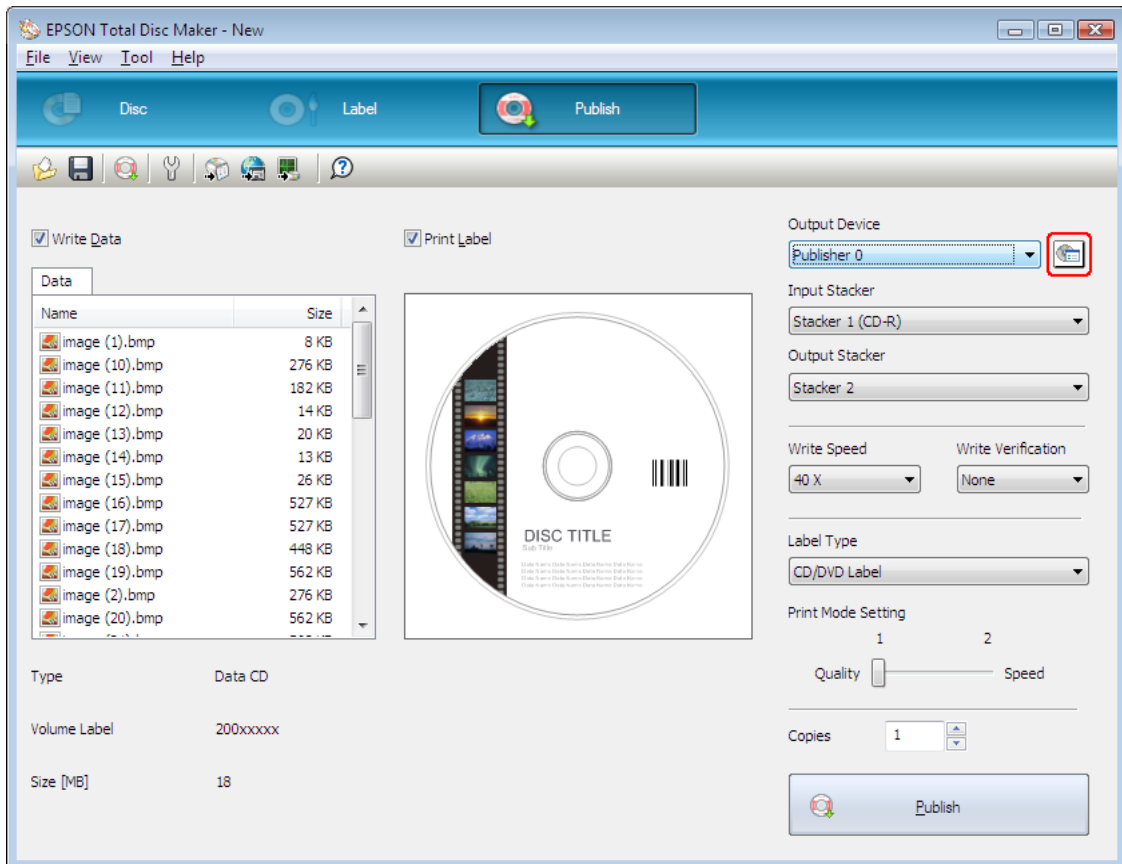 EPSON Total Disc Maker - New
File View Tool Help
Disc Label Publish
Write Data
Print Label
Data
Name Size
image (1).bmp 8 KB
image (10).bmp 276 KB
image (11).bmp 182 KB
image (12).bmp 14 KB
image (13).bmp 20 KB
image (14).bmp 13 KB
image (15).bmp 26 KB
image (16).bmp 527 KB
image (17).bmp 527 KB
image (18).bmp 448 KB
image (19).bmp 562 KB
image (2).bmp 276 KB
image (20).bmp 562 KB
DISC TITLE
Sub Title
Type Data CD
Volume Label 200xxxxx
Size [MB] 18
Output Device
Publisher 0
Input Stacker
Stacker 1 (CD-R)
Output Stacker
Stacker 2
Write Speed Write Verification
40 X None
Label Type
CD/DVD Label
Print Mode Setting
1 2
Quality Speed
Copies 1
Publish